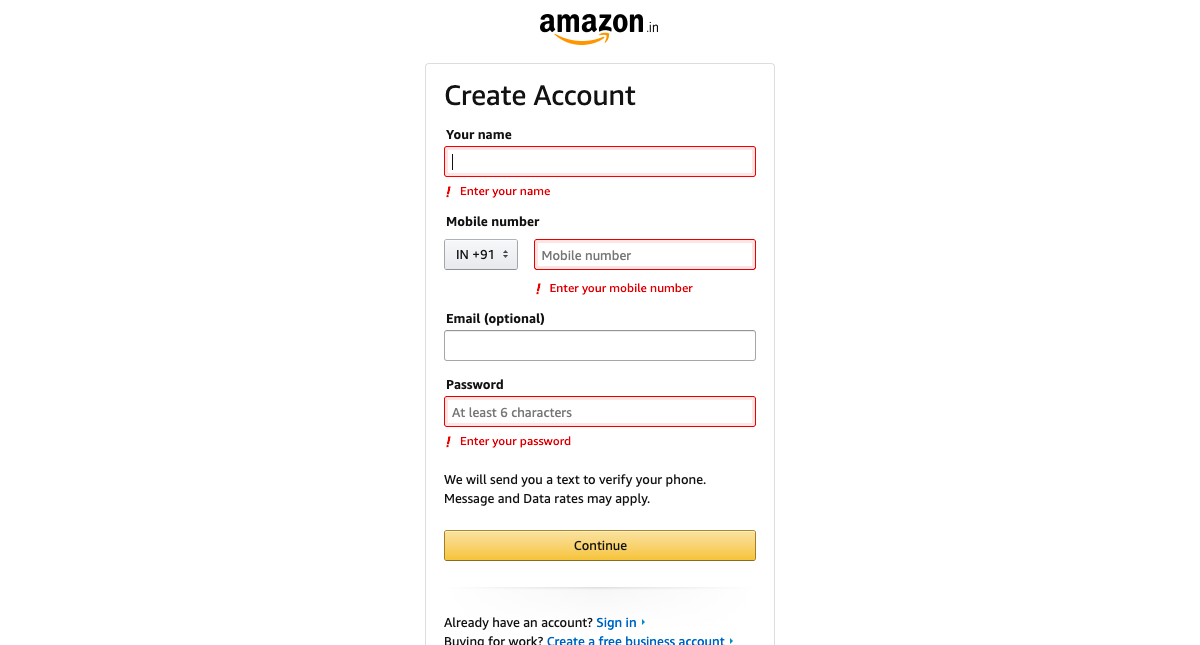 amazon.in
Create Account
Your name
! Enter your name
Mobile number
IN +91 Mobile number
! Enter your mobile number
Email (optional)
Password
At least 6 characters
! Enter your password
We will send you a text to verify your phone.
Message and Data rates may apply.
Continue
Already have an account? Sign in
Buying for work? Create a free business account